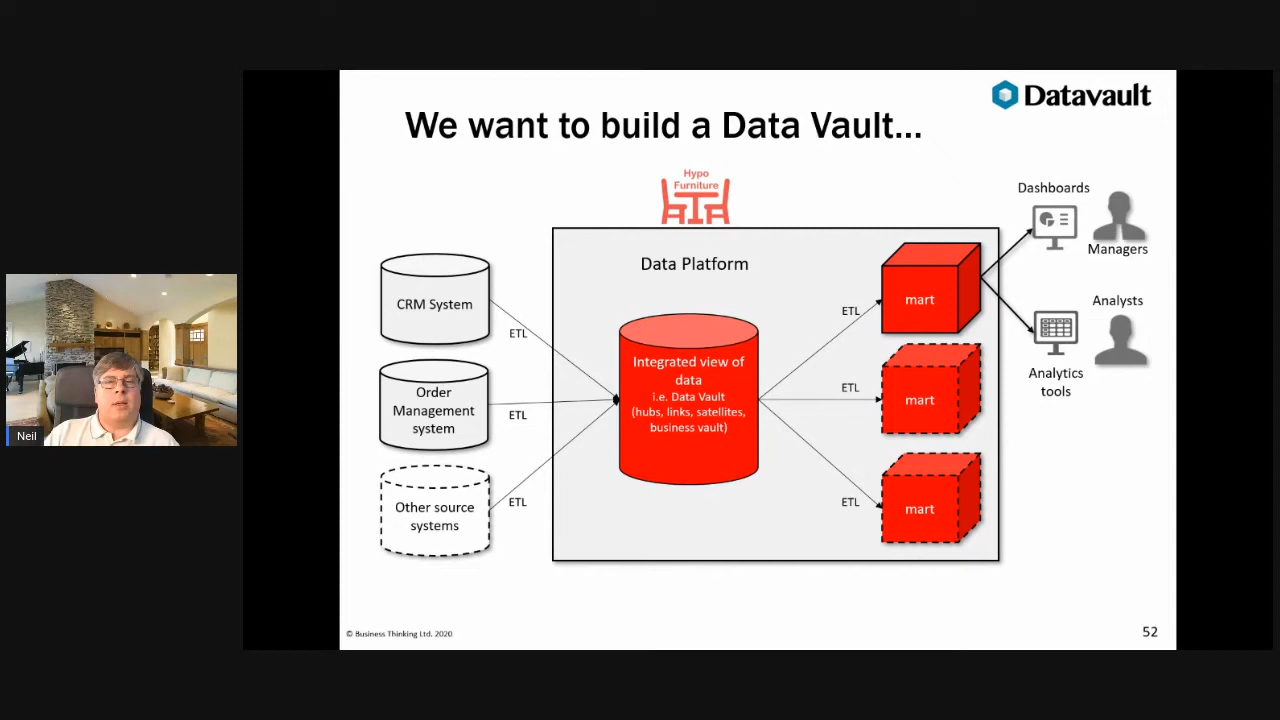 Datavault
We want to build a Data Vault...
Hypo
Furniture
Dashboards
Managers
Data Platform
CRM System
ETL
ETL
mart
Analysts
Integrated view of
data
i.e. Data Vault
(hubs, links, satellites,
business vault)
Order
Management
system
ETL
ETL
mart
Analytics
tools
Other source
systems
ETL
ETL
mart
Neil
© Business Thinking Ltd. 2020
52